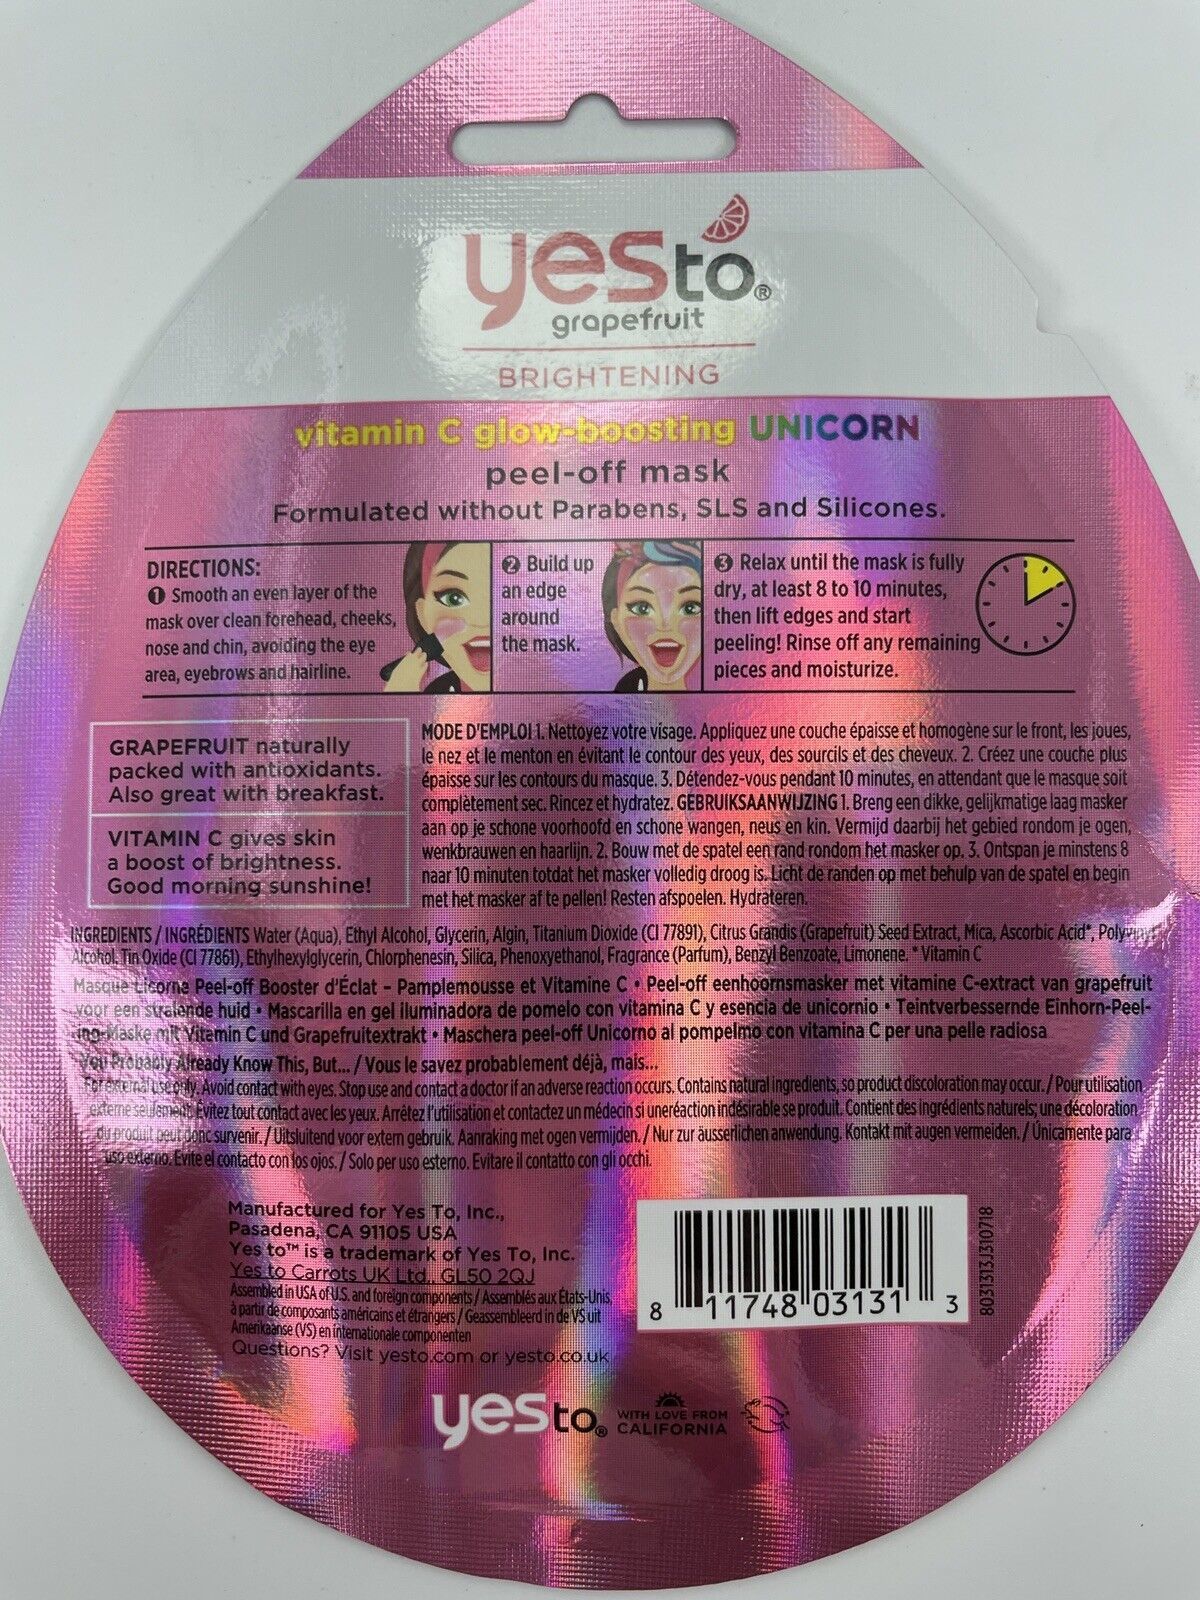 yesto®
grapefruit
BRIGHTENING
vitamin C glow-boosting UNICORN
peel-off mask
Formulated without Parabens, SLS and Silicones.
DIRECTIONS:
❶ Smooth an even layer of the
mask over clean forehead, cheeks,
nose and chin, avoiding the eye
area, eyebrows and hairline.
❷ Build up
an edge
around
the mask.
❸ Relax until the mask is fully
dry, at least 8 to 10 minutes,
then lift edges and start
peeling! Rinse off any remaining
pieces and moisturize.
GRAPEFRUIT naturally
packed with antioxidants.
Also great with breakfast.
VITAMIN C gives skin
a boost of brightness.
Good morning sunshine!
MODE D'EMPLOI 1. Nettoyez votre visage. Appliquez une couche épaisse et homogène sur le front, les joues,
le nez et le menton en évitant le contour des yeux, des sourcils et des cheveux. 2. Créez une couche plus
épaisse sur les contours du masque. 3. Détendez-vous pendant 10 minutes, en attendant que le masque soit
complètement sec. Rincez et hydratez. GEBRUIKSAANWIJZING 1. Breng een dikke, gelijkmatige laag masker
aan op je schone voorhoofd en schone wangen, neus en kin. Vermijd daarbij het gebied rondom je ogen,
wenkbrauwen en haarlijn. 2. Bouw met de spatel een rand rondom het masker op. 3. Ontspan je minstens 8
naar 10 minuten totdat het masker volledig droog is. Licht de randen op met behulp van de spatel en begin
met het masker af te pellen! Resten afspoelen. Hydrateren.
INGREDIENTS / INGRÉDIENTS Water (Aqua), Ethyl Alcohol, Glycerin, Algin, Titanium Dioxide (CI 77891), Citrus Grandis (Grapefruit) Seed Extract, Mica, Ascorbic Acid*, Polyvinyl
Alcohol, Tin Oxide (CI 77861), Ethylhexylglycerin, Chlorphenesin, Silica, Phenoxyethanol, Fragrance (Parfum), Benzyl Benzoate, Limonene. * Vitamin C
Masque Licorna Peel-off Booster d'Éclat – Pamplemousse et Vitamine C • Peel-off eenhoornsmasker met vitamine C-extract van grapefruit
voor een stralende huid • Mascarilla en gel iluminadora de pomelo con vitamina C y esencia de unicornio • Teintverbessernde Einhorn-Peel-
ing-Maske mit Vitamin C und Grapefruitextrakt • Maschera peel-off Unicorno al pompelmo con vitamina C per una pelle radiosa
You Probably Already Know This, But... / Vous le savez probablement déjà, mais...
For external use only. Avoid contact with eyes. Stop use and contact a doctor if an adverse reaction occurs. Contains natural ingredients, so product discoloration may occur. / Pour utilisation
externe seulement. Évitez tout contact avec les yeux. Arrêtez l'utilisation et contactez un médecin si uneréaction indésirable se produit. Contient des ingrédients naturels; une décoloration
du produit peut donc survenir. / Uitsluitend voor extern gebruik. Aanraking met ogen vermijden. / Nur zur äusserlichen anwendung. Kontakt mit augen vermeiden. / Únicamente para
uso externo. Evite el contacto con los ojos. / Solo per uso esterno. Evitare il contatto con gli occhi.
Manufactured for Yes To, Inc.,
Pasadena, CA 91105 USA
Yes to™ is a trademark of Yes To, Inc.
Yes to Carrots UK Ltd., GL50 2QJ
Assembled in USA of U.S. and foreign components / Assemblés aux États-Unis,
à partir de composants américains et étrangers / Geassembleerd in de VS uit
Amerikaanse (VS) en internationale componenten
Questions? Visit yesto.com or yesto.co.uk
8 11748 03131 3
8031313J310718
yesto®
WITH LOVE FROM
CALIFORNIA